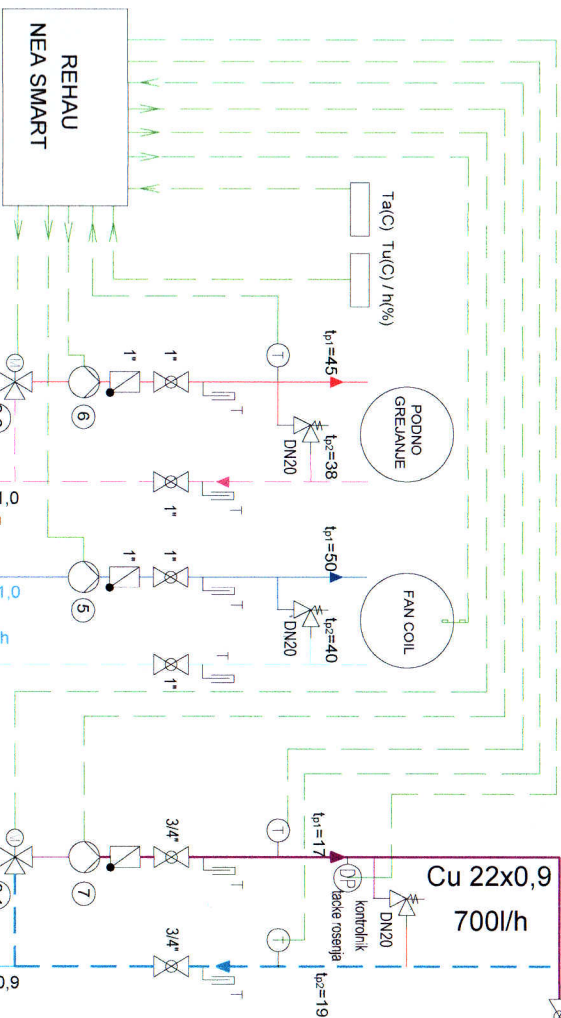 REHAU
NEA SMART
Ta(C)
Tu(C) / h(%)
T
tp1=45
PODNO
GREJANJE
6
1"
1"
DN20
tp2=38
1"
1,0
tp1=50
FAN COIL
5
1"
1"
DN20
tp2=40
1"
1,0
h
7
3/4"
T
tp1=17
DP
kontrolnik
tacke rosenja
DN20
Cu 22x0,9
700l/h
3/4"
T
tp2=19
0,9